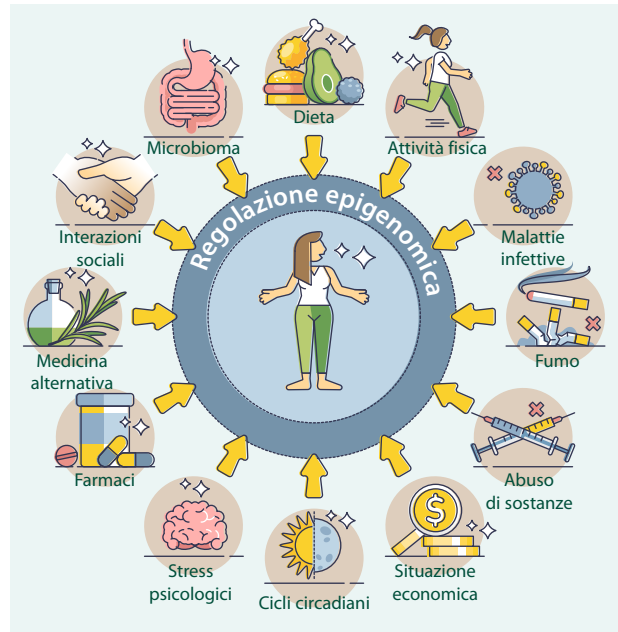 Dieta
Microbioma
Attività fisica
Regolazione epigenomica
Interazioni
sociali
Malattie
infettive
Medicina
alternativa
Fumo
Farmaci
Abuso
di sostanze
$
Stress
psicologici
Cicli circadiani
Situazione
economica